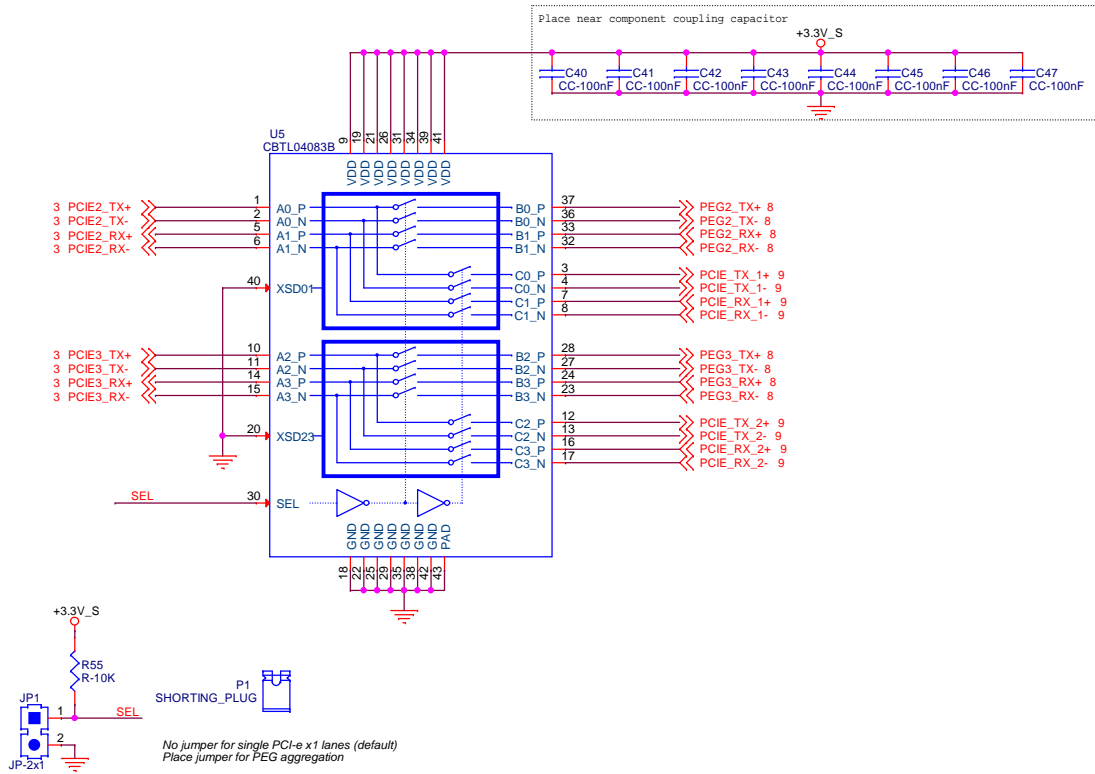 Place near component coupling capacitor
+3.3V_S
C40 C41 C42 C43 C44 C45 C46 C47
CC-100nF CC-100nF CC-100nF CC-100nF CC-100nF CC-100nF CC-100nF CC-100nF
U5
CBTL04083B
9 19 21 26 31 34 39 41
VDD VDD VDD VDD VDD VDD VDD VDD
3 PCIE2_TX+ 1 A0_P B0_P 37 PEG2_TX+ 8
3 PCIE2_TX- 2 A0_N B0_N 36 PEG2_TX- 8
3 PCIE2_RX+ 5 A1_P B1_P 33 PEG2_RX+ 8
3 PCIE2_RX- 6 A1_N B1_N 32 PEG2_RX- 8
C0_P 3 PCIE_TX_1+ 9
40 XSD01 C0_N 4 PCIE_TX_1- 9
C1_P 7 PCIE_RX_1+ 9
C1_N 8 PCIE_RX_1- 9
3 PCIE3_TX+ 10 A2_P B2_P 28 PEG3_TX+ 8
3 PCIE3_TX- 11 A2_N B2_N 27 PEG3_TX- 8
3 PCIE3_RX+ 14 A3_P B3_P 24 PEG3_RX+ 8
3 PCIE3_RX- 15 A3_N B3_N 23 PEG3_RX- 8
C2_P 12 PCIE_TX_2+ 9
20 XSD23 C2_N 13 PCIE_TX_2- 9
C3_P 16 PCIE_RX_2+ 9
C3_N 17 PCIE_RX_2- 9
SEL 30 SEL
GND GND GND GND GND GND GND PAD
18 22 25 29 35 38 42 43
+3.3V_S
R55
R-10K
P1
SHORTING_PLUG
JP1
1 SEL
2
JP-2x1
No jumper for single PCI-e x1 lanes (default)
Place jumper for PEG aggregation